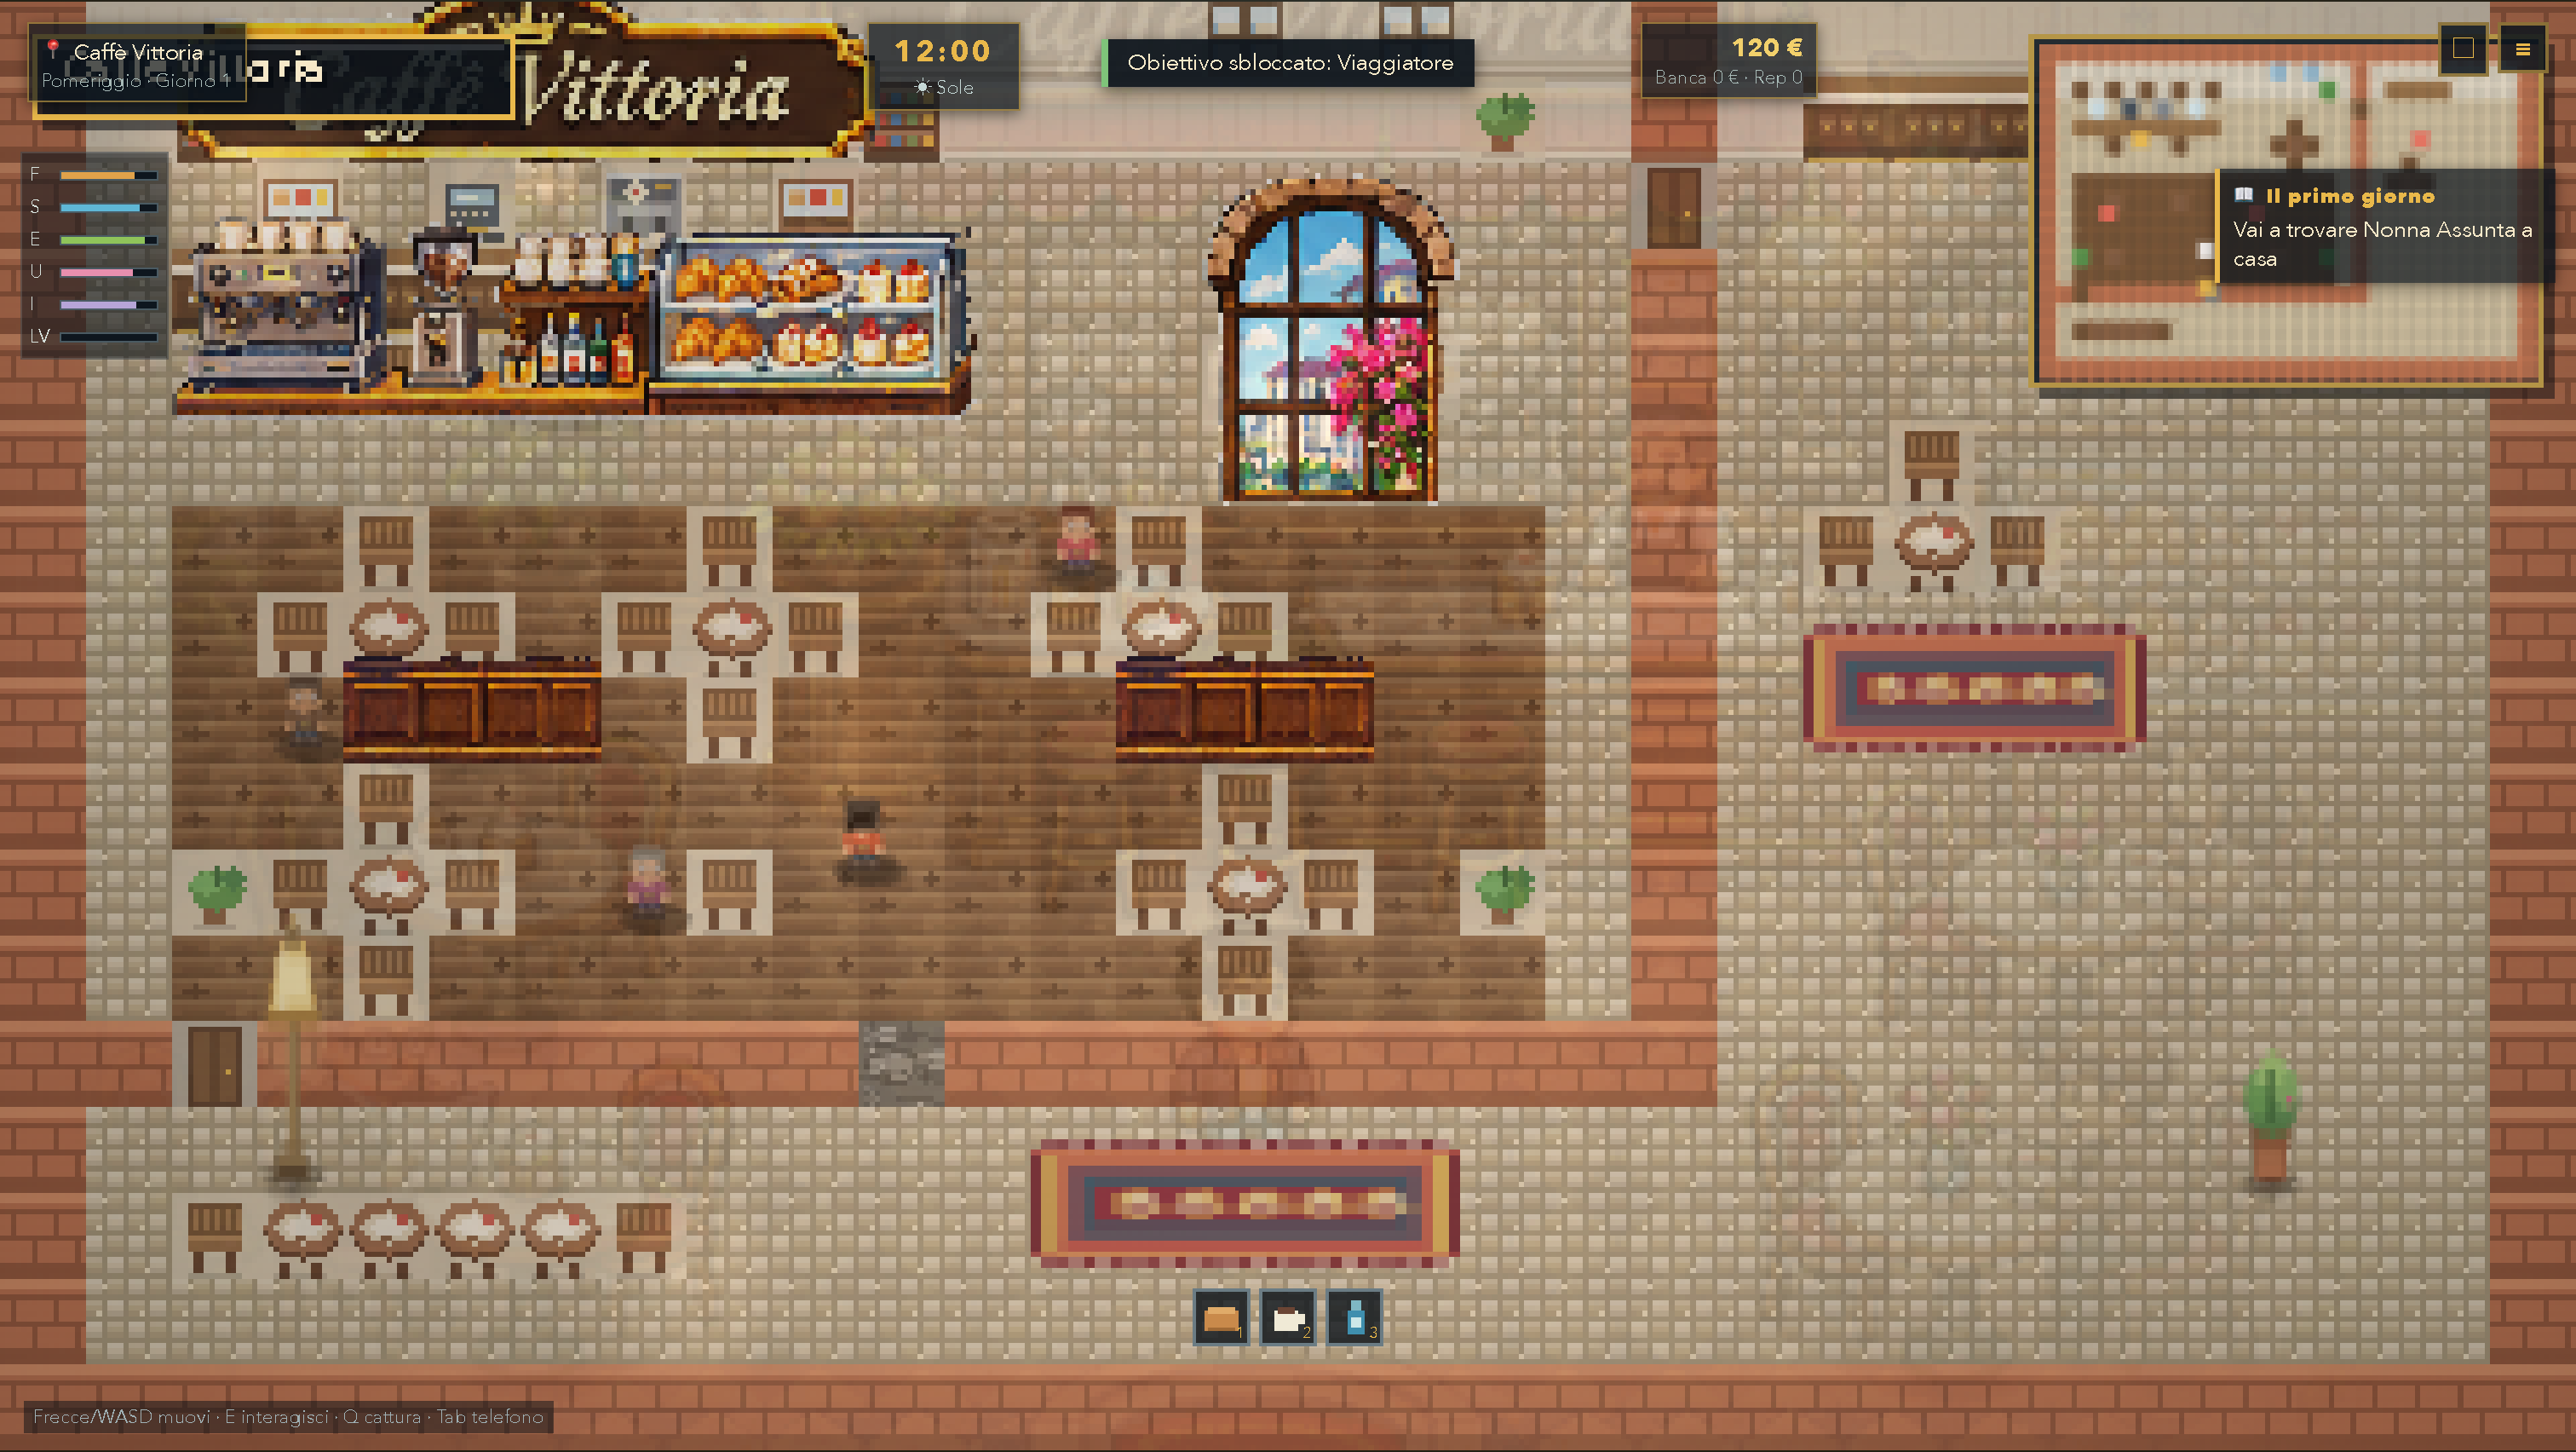 Caffè Vittoria
Pomeriggio · Giorno 1
Vittoria
12:00
Sole
Obiettivo sbloccato: Viaggiatore
120 €
Banca 0 € · Rep 0
F
S
E
U
I
LV
Il primo giorno
Vai a trovare Nonna Assunta a
casa
1
2
3
Frecce/WASD muovi · E interagisci · Q cattura · Tab telefono